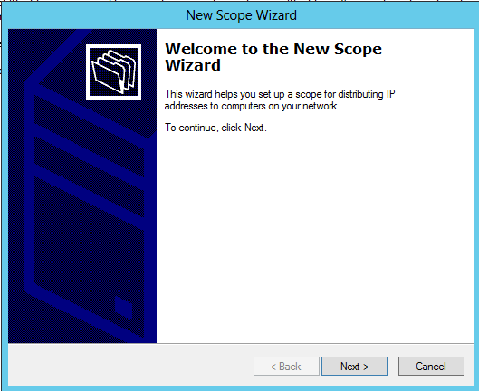 New Scope Wizard
Welcome to the New Scope
Wizard
This wizard helps you set up a scope for distributing IP
addresses to computers on your network.
To continue, click Next.
< Back
Next >
Cancel